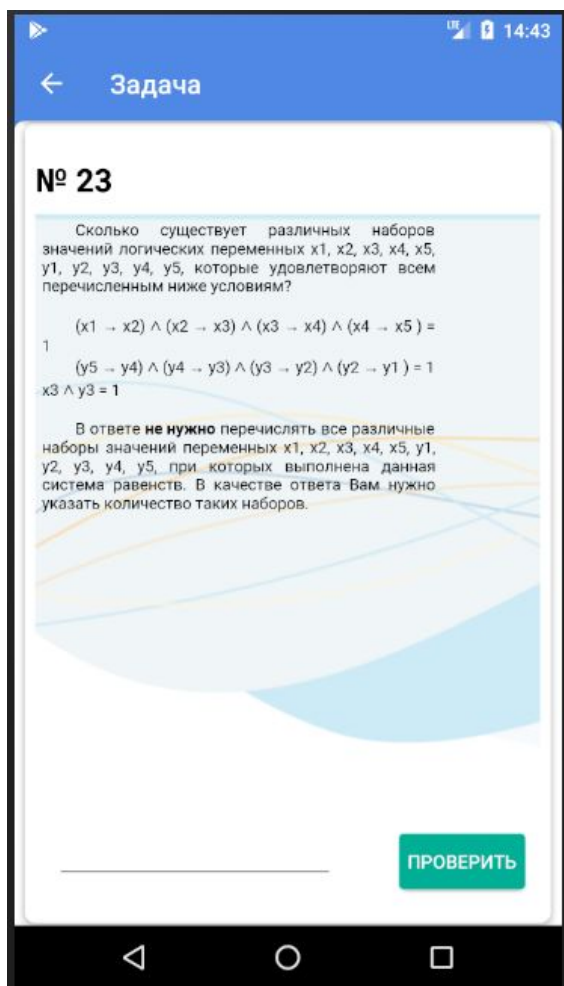 LTE 14:43
Задача
№ 23
Сколько существует различных наборов
значений логических переменных x1, x2, x3, x4, x5,
y1, y2, y3, y4, y5, которые удовлетворяют всем
перечисленным ниже условиям?
(x1 → x2) ∧ (x2 → x3) ∧ (x3 → x4) ∧ (x4 → x5 ) =
1
(y5 → y4) ∧ (y4 → y3) ∧ (y3 → y2) ∧ (y2 → y1 ) = 1
x3 ∧ y3 = 1
В ответе не нужно перечислять все различные
наборы значений переменных x1, x2, x3, x4, x5, y1,
y2, y3, y4, y5, при которых выполнена данная
система равенств. В качестве ответа Вам нужно
указать количество таких наборов.
ПРОВЕРИТЬ